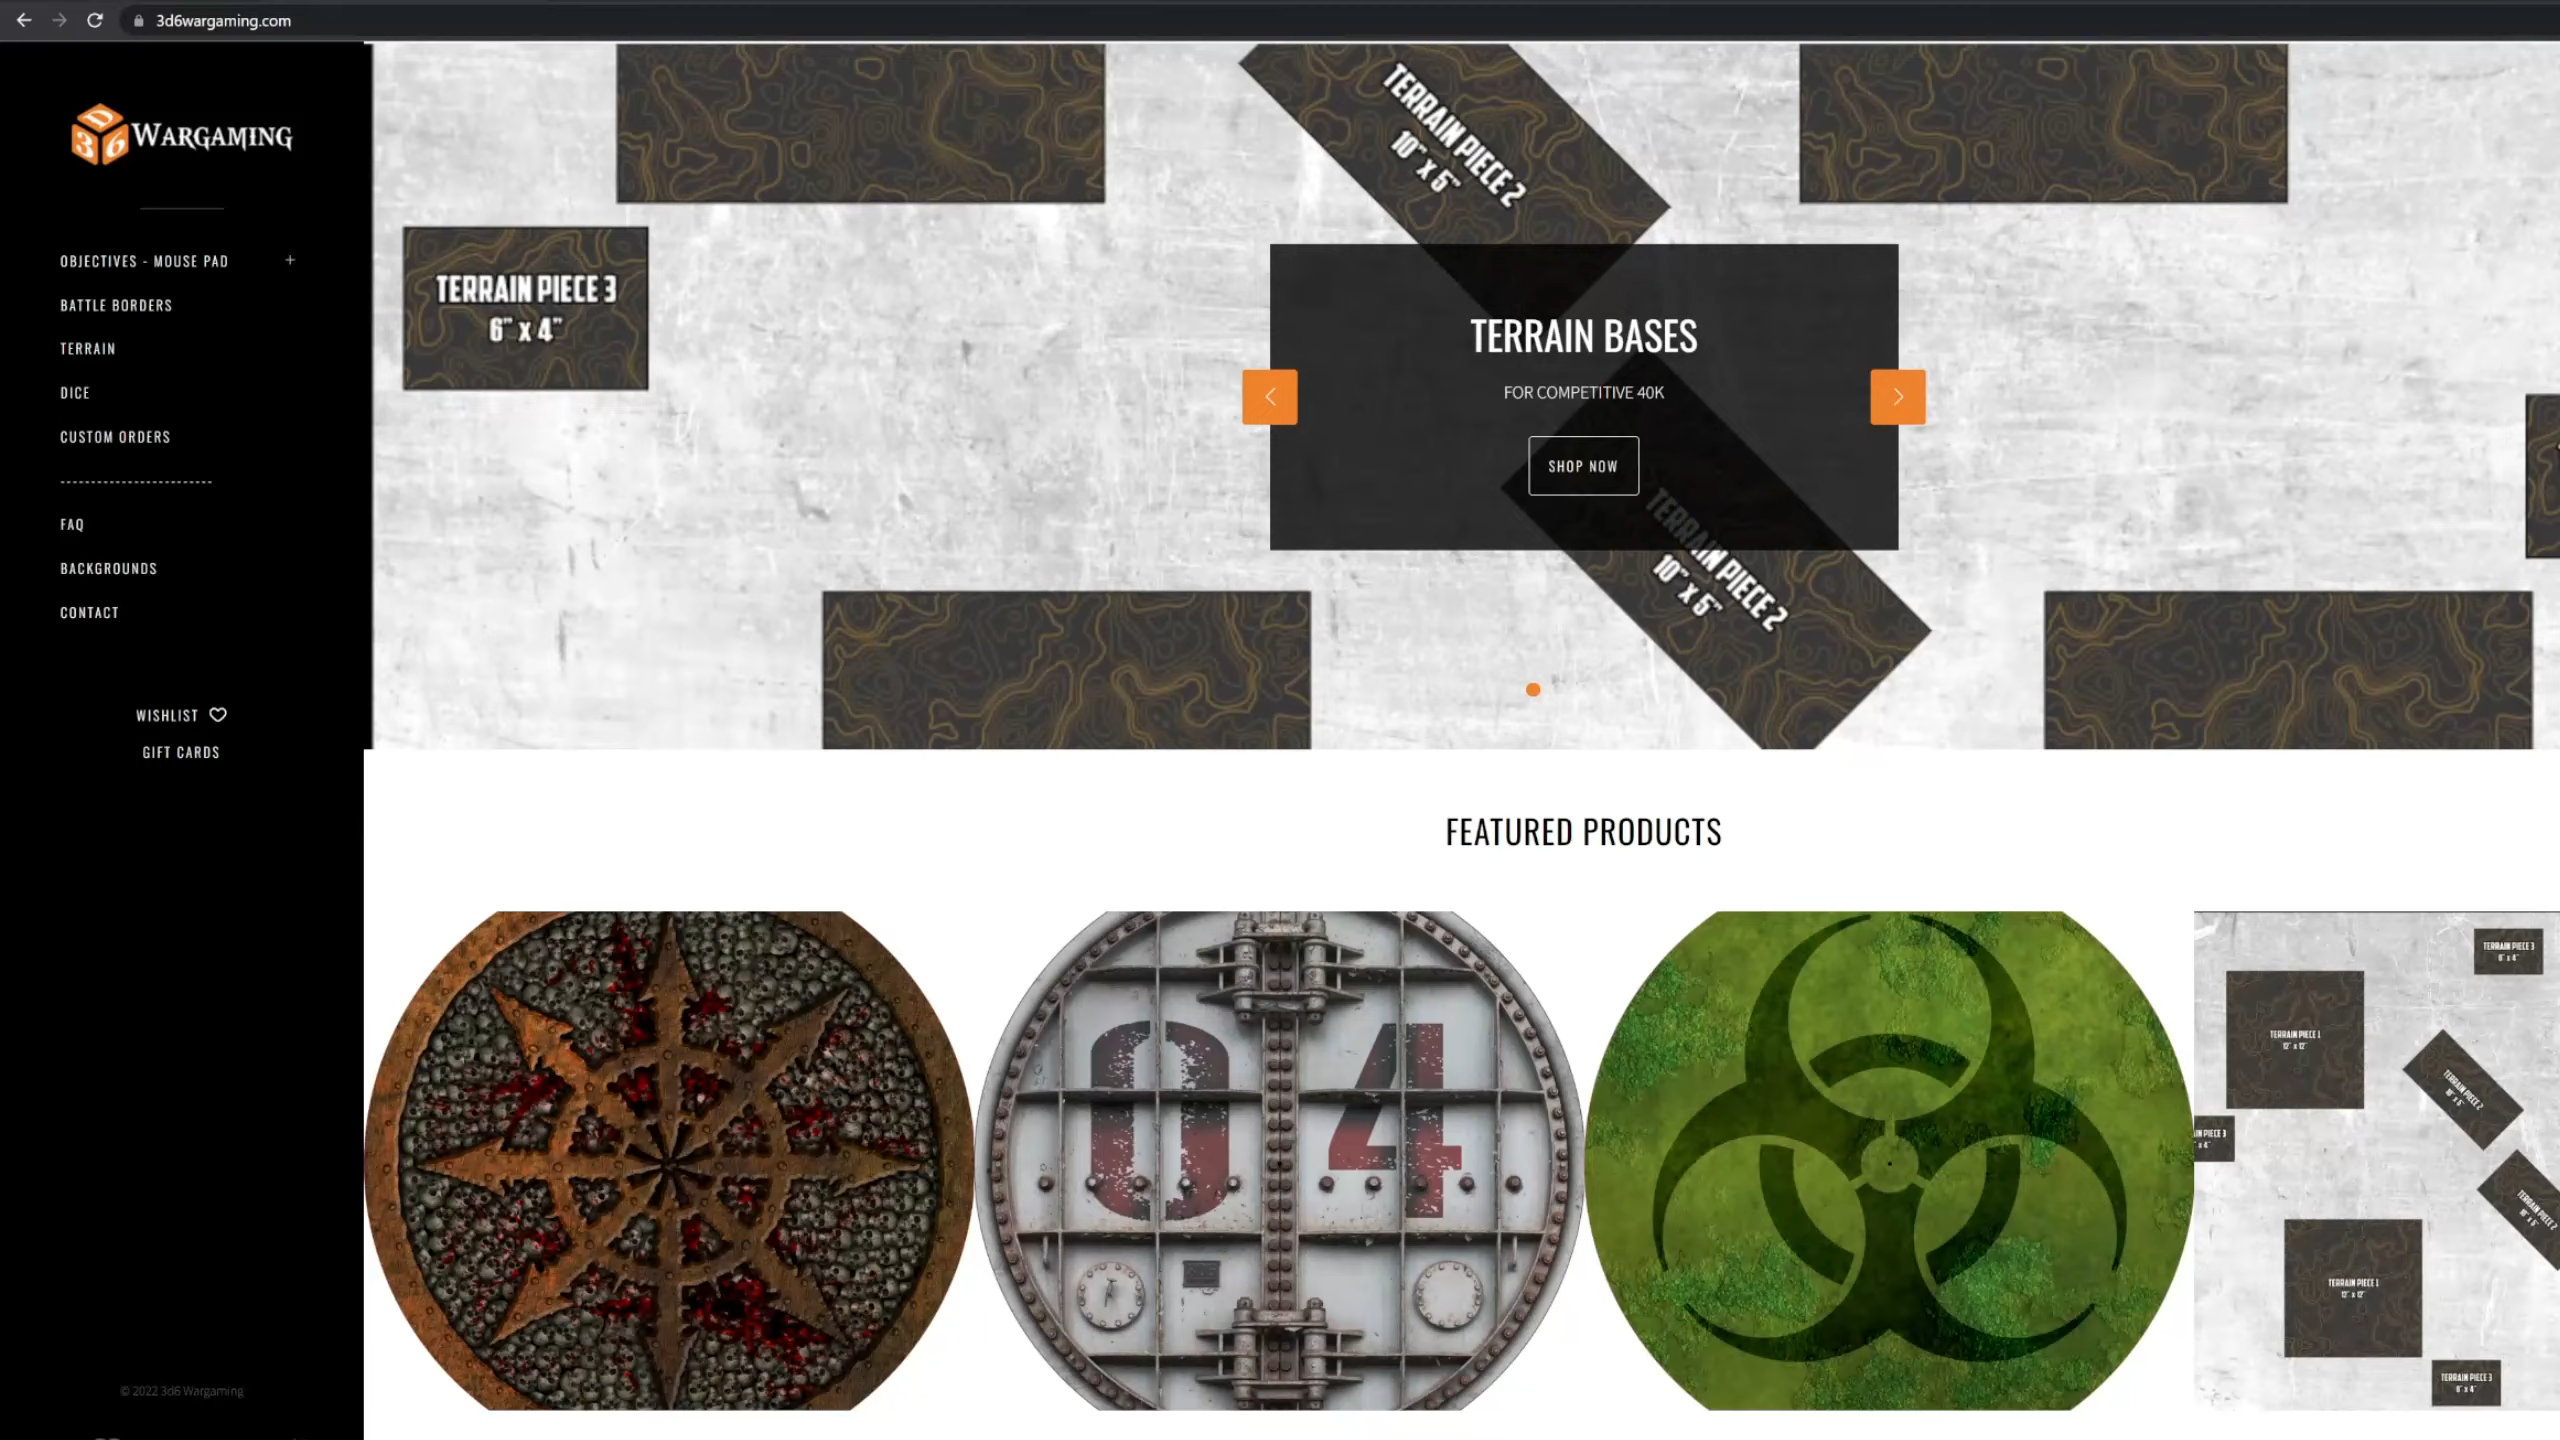 3d6wargaming.com
3D6 WARGAMING
OBJECTIVES - MOUSE PAD +
BATTLE BORDERS
TERRAIN
DICE
CUSTOM ORDERS
-------------------------
FAQ
BACKGROUNDS
CONTACT
WISHLIST
GIFT CARDS
© 2022 3d6 Wargaming
TERRAIN PIECE 2
10" x 5"
TERRAIN PIECE 3
6" x 4"
TERRAIN BASES
FOR COMPETITIVE 40K
SHOP NOW
TERRAIN PIECE 2
10" x 5"
FEATURED PRODUCTS
04
TERRAIN PIECE 3
6" x 4"
TERRAIN PIECE 1
12" x 12"
TERRAIN PIECE 2
10" x 5"
IN PIECE 3
x 4"
TERRAIN PIECE 2
10" x 5"
TERRAIN PIECE 1
12" x 12"
TERRAIN PIECE 3
6" x 4"